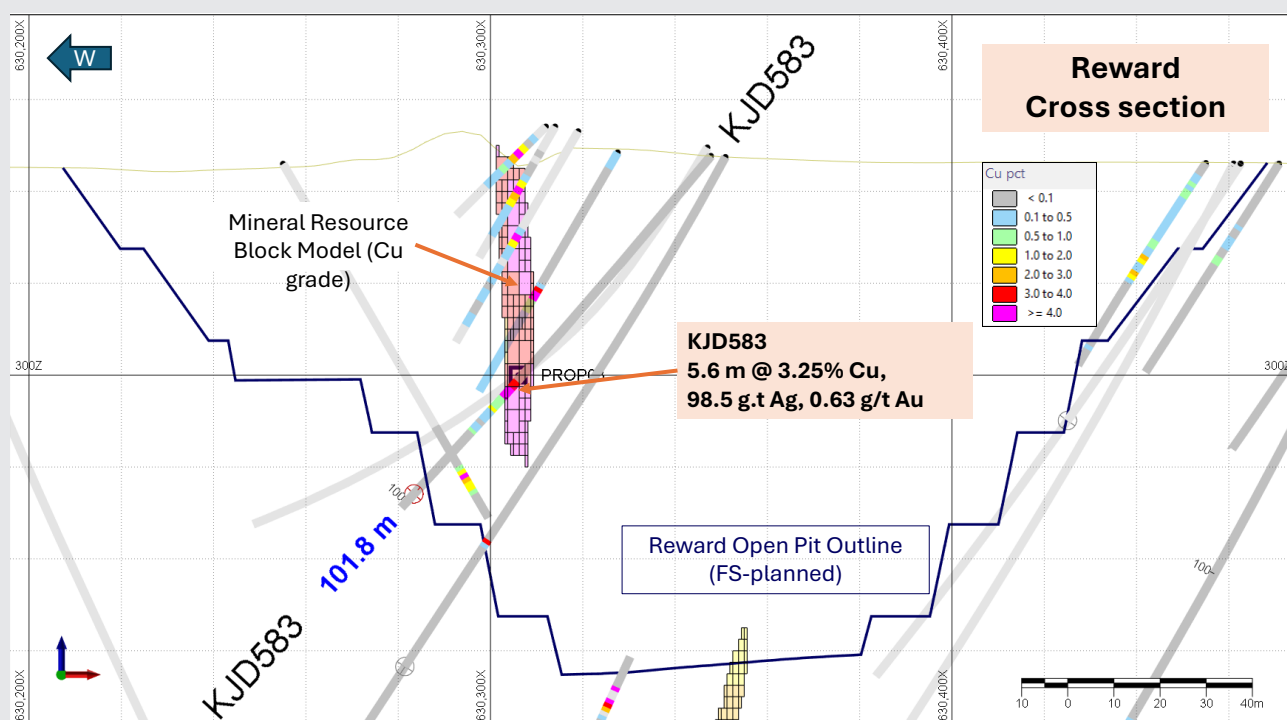 630,200X
630,300X
630,400X
W
KJD583
Reward
Cross section
Cu pct
< 0.1
0.1 to 0.5
0.5 to 1.0
1.0 to 2.0
2.0 to 3.0
3.0 to 4.0
>= 4.0
Mineral Resource
Block Model (Cu
grade)
KJD583
5.6 m @ 3.25% Cu,
98.5 g.t Ag, 0.63 g/t Au
300Z
300Z
100
101.8 m
Reward Open Pit Outline
(FS-planned)
100
KJD583
630,200X
630,300X
630,400X
10 0 10 20 30 40m